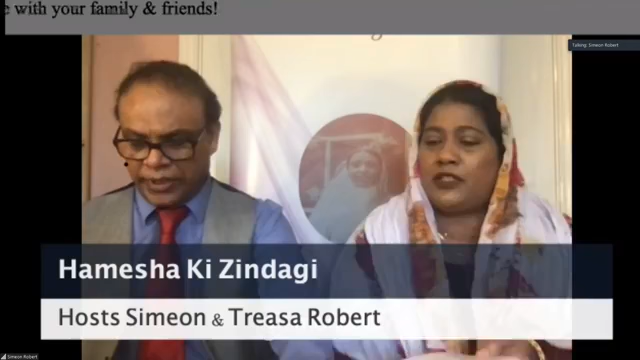 with your family & friends!
Talking: Simeon Robert
Hamesha Ki Zindagi
Hosts Simeon & Treasa Robert
Simeon Robert